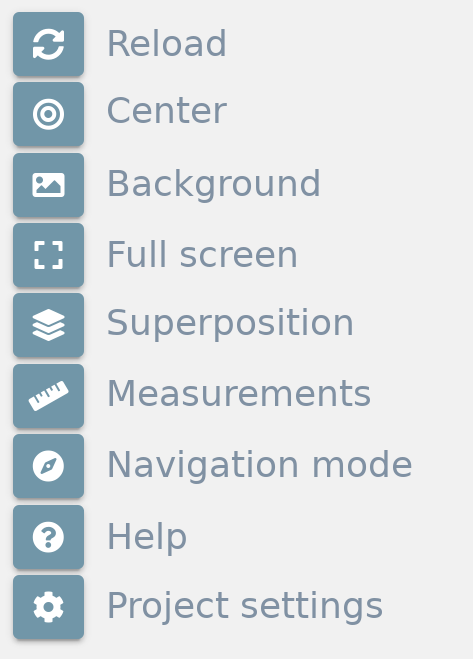 Reload
Center
Background
Full screen
Superposition
Measurements
Navigation mode
Help
Project settings